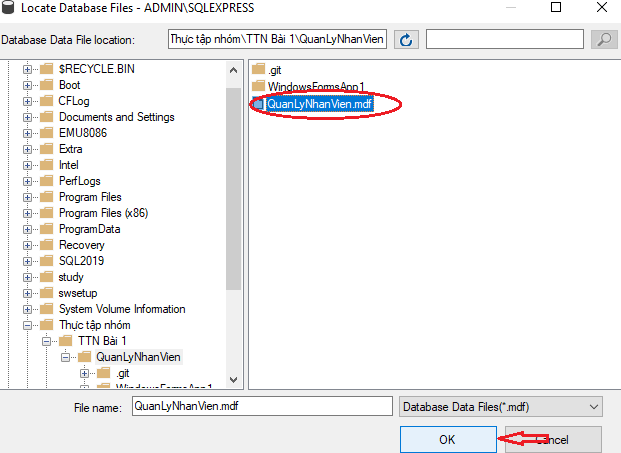 Locate Database Files - ADMIN\SQLEXPRESS
Database Data File location:
Thực tập nhóm\TTN Bài 1\QuanLyNhanVien
$RECYCLE.BIN
Boot
CFLog
Documents and Settings
EMU8086
Extra
Intel
PerfLogs
Program Files
Program Files (x86)
ProgramData
Recovery
SQL2019
study
swsetup
System Volume Information
Thực tập nhóm
TTN Bài 1
QuanLyNhanVien
.git
WindowsFormsApp1
.git
WindowsFormsApp1
QuanLyNhanVien.mdf
File name:
QuanLyNhanVien.mdf
Database Data Files(*.mdf)
OK
Cancel